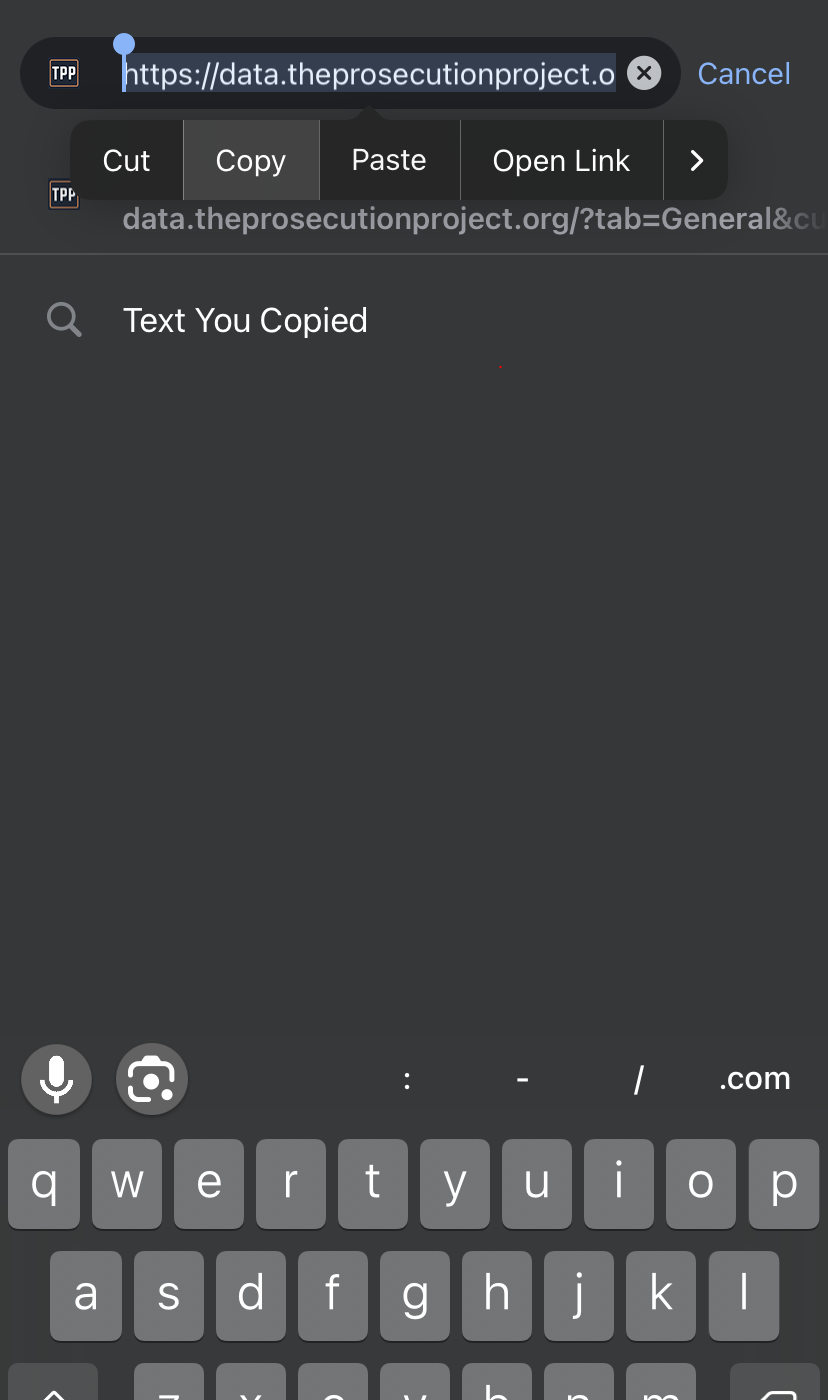 TPP https://data.theprosecutionproject.o Cancel
Cut Copy Paste Open Link
TPP
data.theprosecutionproject.org/?tab=General&cu
Text You Copied
: - / .com
q w e r t y u i o p
a s d f g h j k l
z x c v b n m